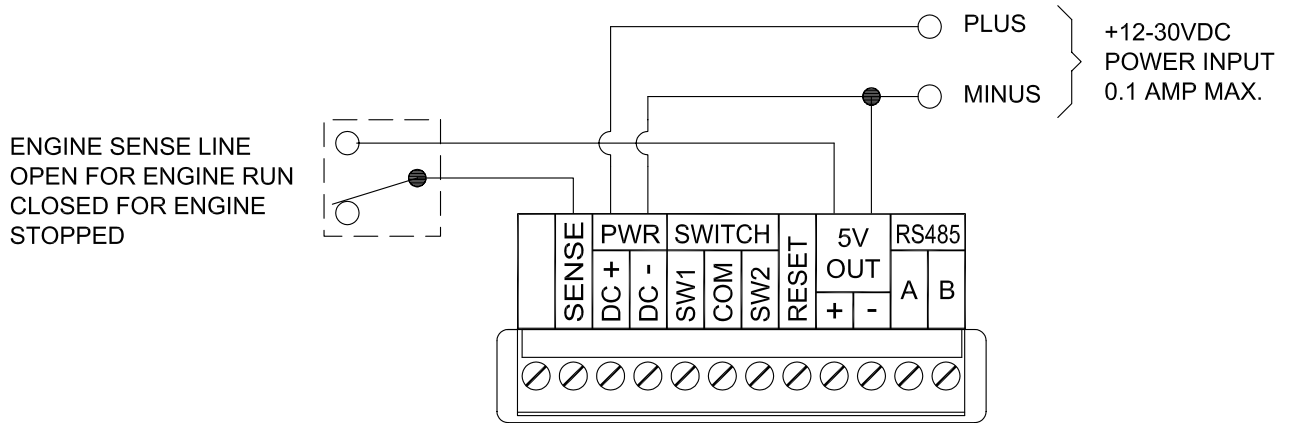 PLUS
MINUS
+12-30VDC
POWER INPUT
0.1 AMP MAX.
ENGINE SENSE LINE
OPEN FOR ENGINE RUN
CLOSED FOR ENGINE
STOPPED
SENSE
PWR
DC +
DC -
SWITCH
SW1
COM
SW2
RESET
5V
OUT
+
-
RS485
A
B